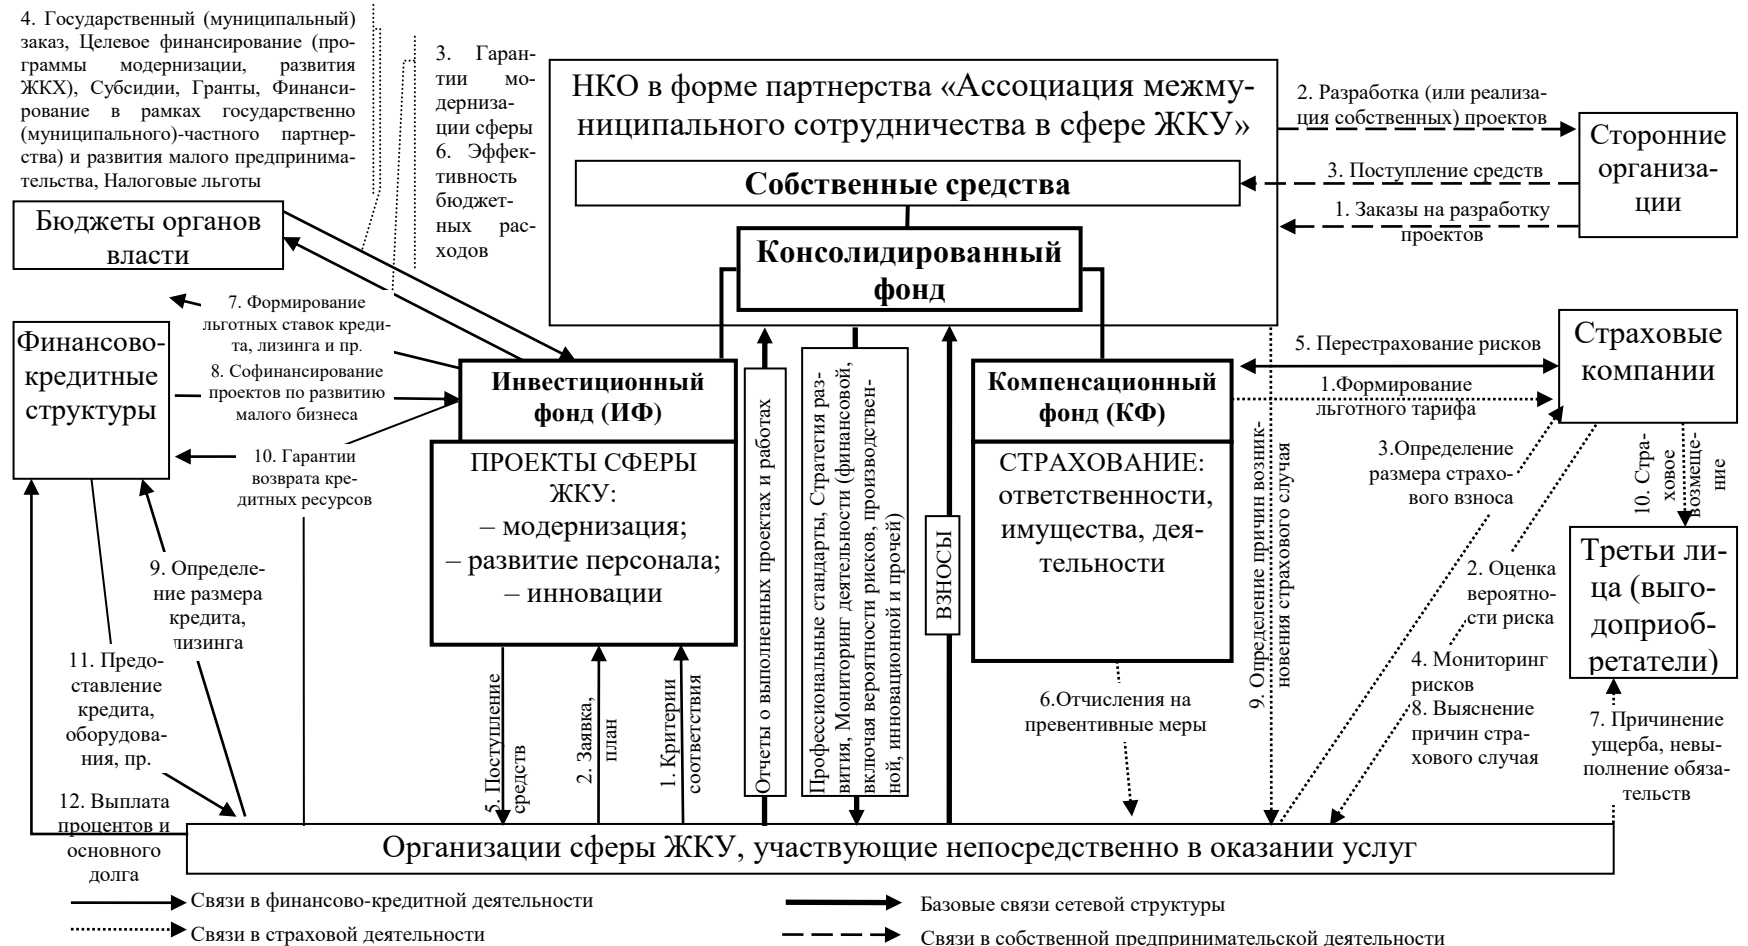 4. Государственный (муниципальный)
заказ, Целевое финансирование (про-
граммы модернизации, развития
ЖКХ), Субсидии, Гранты, Финанси-
рование в рамках государственно
(муниципального)-частного партнер-
ства) и развития малого предпринима-
тельства, Налоговые льготы
3. Гаран-
тии мо-
дерниза-
ции сферы
6. Эффек-
тивность
бюджет-
ных рас-
ходов
НКО в форме партнерства «Ассоциация межму-
ниципального сотрудничества в сфере ЖКУ»
Собственные средства
Консолидированный
фонд
2. Разработка (или реализа-
ция собственных) проектов
3. Поступление средств
1. Заказы на разработку
проектов
Сторонние
организа-
ции
Бюджеты органов
власти
7. Формирование
льготных ставок креди-
та, лизинга и пр.
8. Софинансирование
проектов по развитию
малого бизнеса
10. Гарантии
возврата кре-
дитных ресурсов
Финансово-
кредитные
структуры
Инвестиционный
фонд (ИФ)
ПРОЕКТЫ СФЕРЫ
ЖКУ:
– модернизация;
– развитие персонала;
– инновации
Отчеты о выполненных проектах и работах
Профессиональные стандарты, Стратегия раз-
вития, Мониторинг деятельности (финансовой,
включая вероятности рисков, производствен-
ной, инновационной и прочей)
ВЗНОСЫ
Компенсационный
фонд (КФ)
СТРАХОВАНИЕ:
ответственности,
имущества, дея-
тельности
9. Определение причин возник-
новения страхового случая
5. Перестрахование рисков
1.Формирование
льготного тарифа
Страховые
компании
3.Определение
размера страхо-
вого взноса
10. Стра-
ховое
возмеще-
ние
2. Оценка
вероятно-
сти риска
Третьи ли-
ца (выго-
доприоб-
ретатели)
4. Мониторинг
рисков
8. Выяснение
причин стра-
хового случая
7. Причинение
ущерба, невы-
полнение обяза-
тельств
6.Отчисления на
превентивные меры
9. Определе-
ние размера
кредита,
лизинга
11. Предо-
ставление
кредита,
оборудова-
ния, пр.
12. Выплата
процентов и
основного
долга
5. Поступление
средств
2. Заявка,
план
1. Критерии
соответствия
Организации сферы ЖКУ, участвующие непосредственно в оказании услуг
Связи в финансово-кредитной деятельности
Базовые связи сетевой структуры
Связи в страховой деятельности
Связи в собственной предпринимательской деятельности